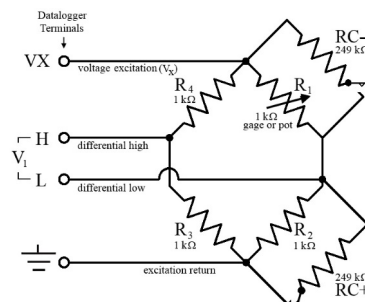 Datalogger
Terminals
RC-
249 kΩ
VX
voltage excitation (Vx)
R4
1 kΩ
R1
1 kΩ
gage or pot
H
differential high
V1
L
differential low
R3
1 kΩ
R2
1 kΩ
excitation return
249 kΩ
RC+